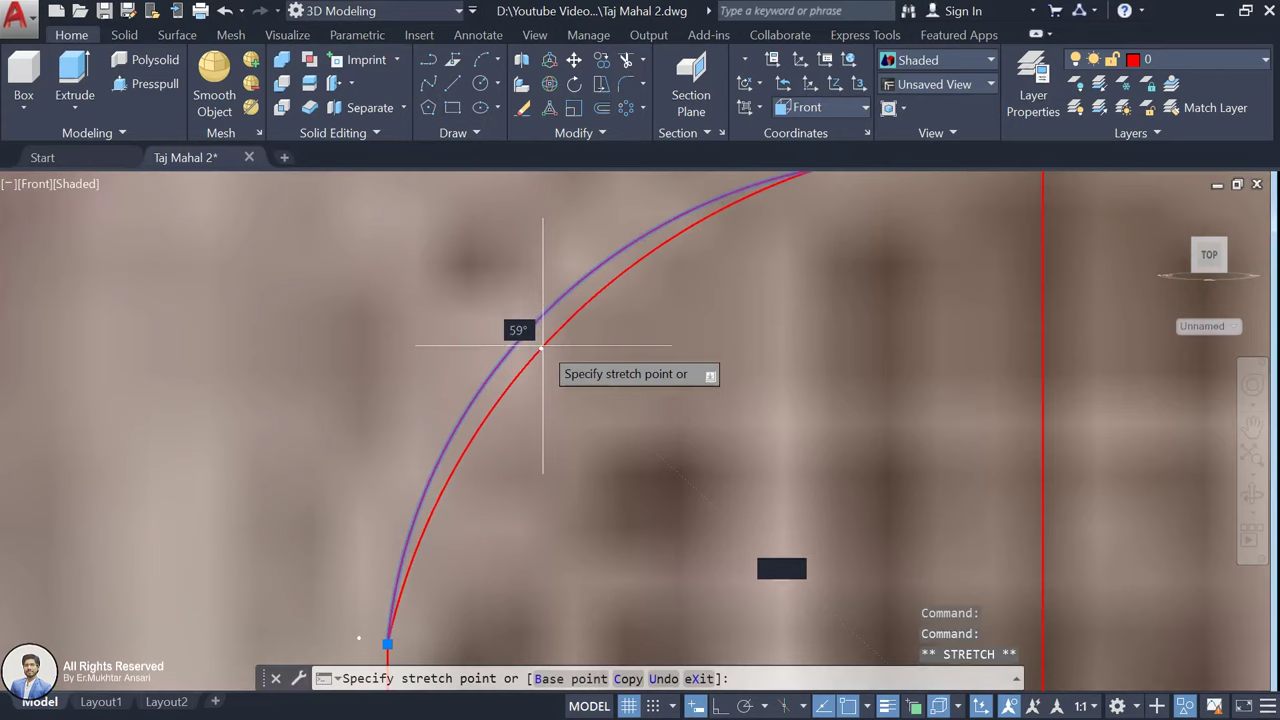 3D Modeling
D:\Youtube Video...\Taj Mahal 2.dwg
Type a keyword or phrase
Sign In
Home Solid Surface Mesh Visualize Parametric Insert Annotate View Manage Output Add-ins Collaborate Express Tools Featured Apps
Box
Extrude
Polysolid
Presspull
Smooth
Object
Imprint
Separate
Section
Plane
Front
Shaded
Unsaved View
Layer
Properties
0
Match Layer
Modeling Mesh Solid Editing Draw Modify Section Coordinates View Layers
Start Taj Mahal 2*
[−][Front][Shaded]
TOP
Unnamed
59°
Specify stretch point or
Command:
Command:
** STRETCH **
All Rights Reserved
By Er.Mukhtar Ansari
Specify stretch point or [Base point Copy Undo eXit]:
Model Layout1 Layout2
MODEL
1:1